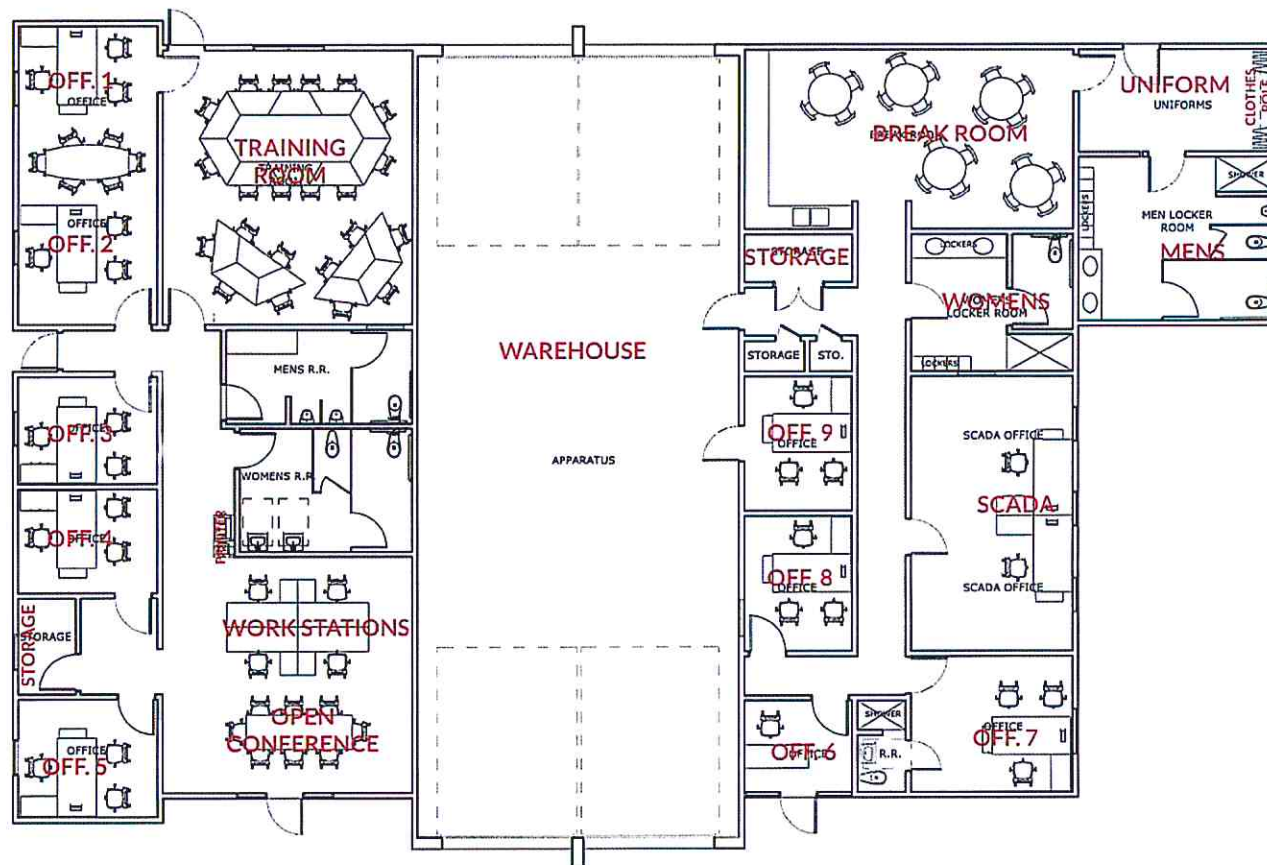 OFF. 1
OFFICE
OFFICE
OFF. 2
TRAINING
ROOM
TRAINING
BREAK ROOM
UNIFORM
UNIFORMS
CLOTHES
POLE
SHOWER
LOCKERS
MEN LOCKER
ROOM
MENS
STORAGE
STORAGE
LOCKERS
WOMENS
LOCKER ROOM
LOCKERS
STORAGE
STO.
WAREHOUSE
APPARATUS
MENS R.R.
WOMENS R.R.
OFF. 3
OFFICE
OFF. 4
OFFICE
PRINTER
STORAGE
STORAGE
WORK STATIONS
OPEN
CONFERENCE
OFFICE
OFF. 5
OFF. 9
OFFICE
OFF. 8
OFFICE
SCADA OFFICE
SCADA
SCADA OFFICE
OFF. 6
OFFICE
SHOWER
R.R.
OFFICE
OFF. 7